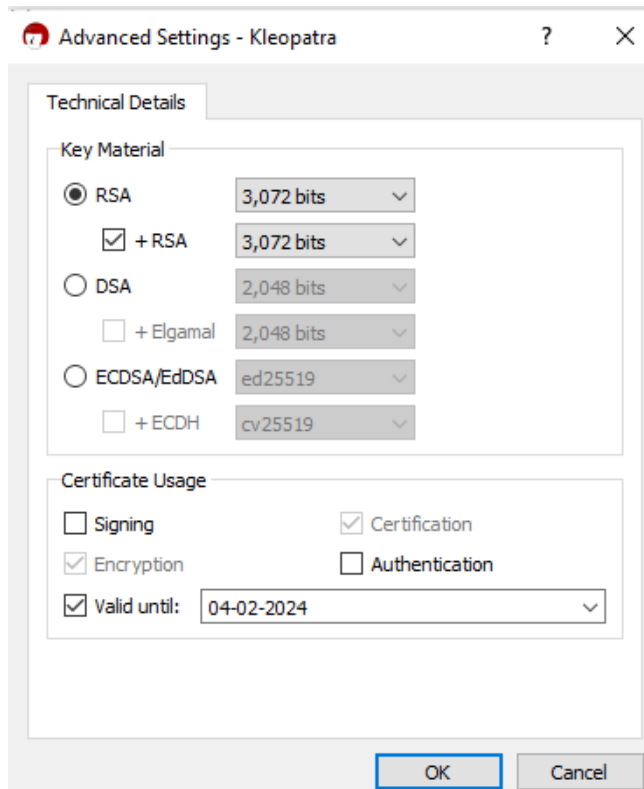 Advanced Settings - Kleopatra ?
Technical Details
Key Material
RSA 3,072 bits
+ RSA 3,072 bits
DSA 2,048 bits
+ Elgamal 2,048 bits
ECDSA/EdDSA ed25519
+ ECDH cv25519
Certificate Usage
Signing Certification
Encryption Authentication
Valid until: 04-02-2024
OK Cancel